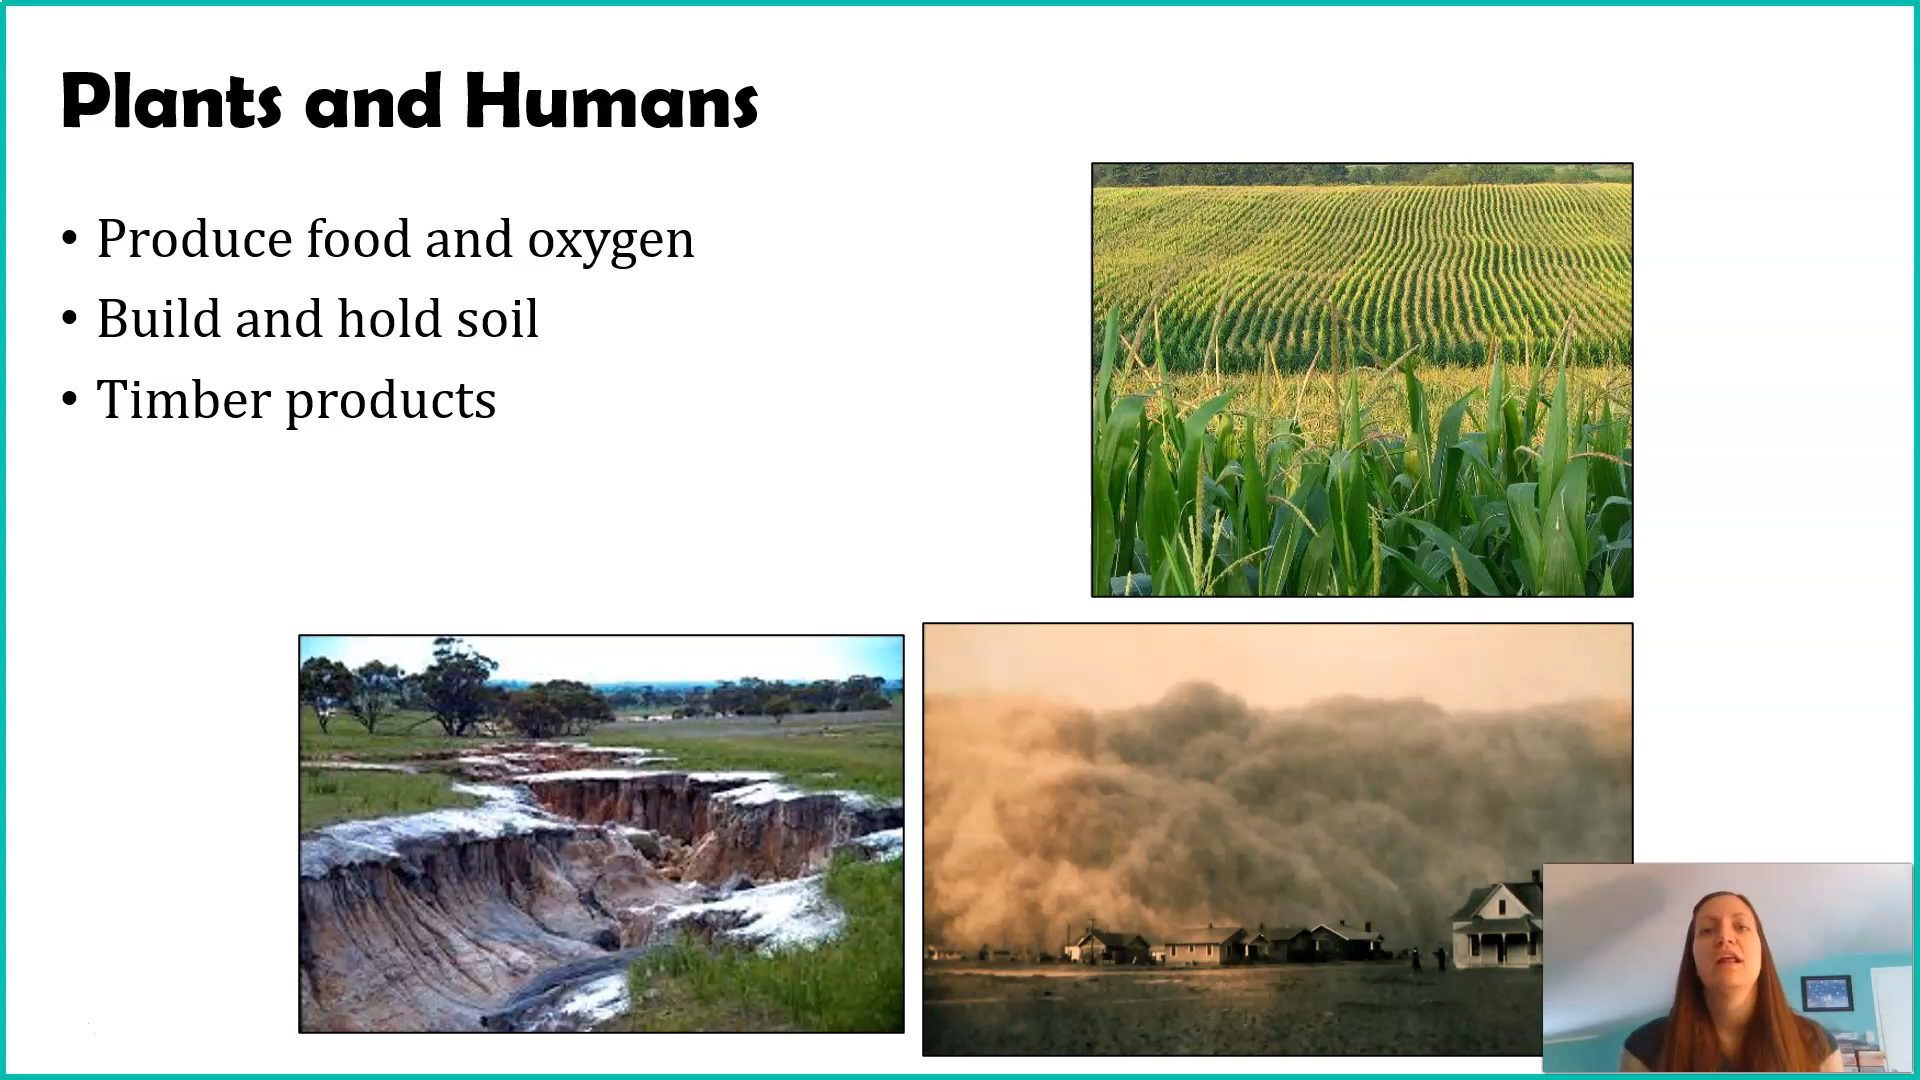 Plants and Humans
• Produce food and oxygen
• Build and hold soil
• Timber products